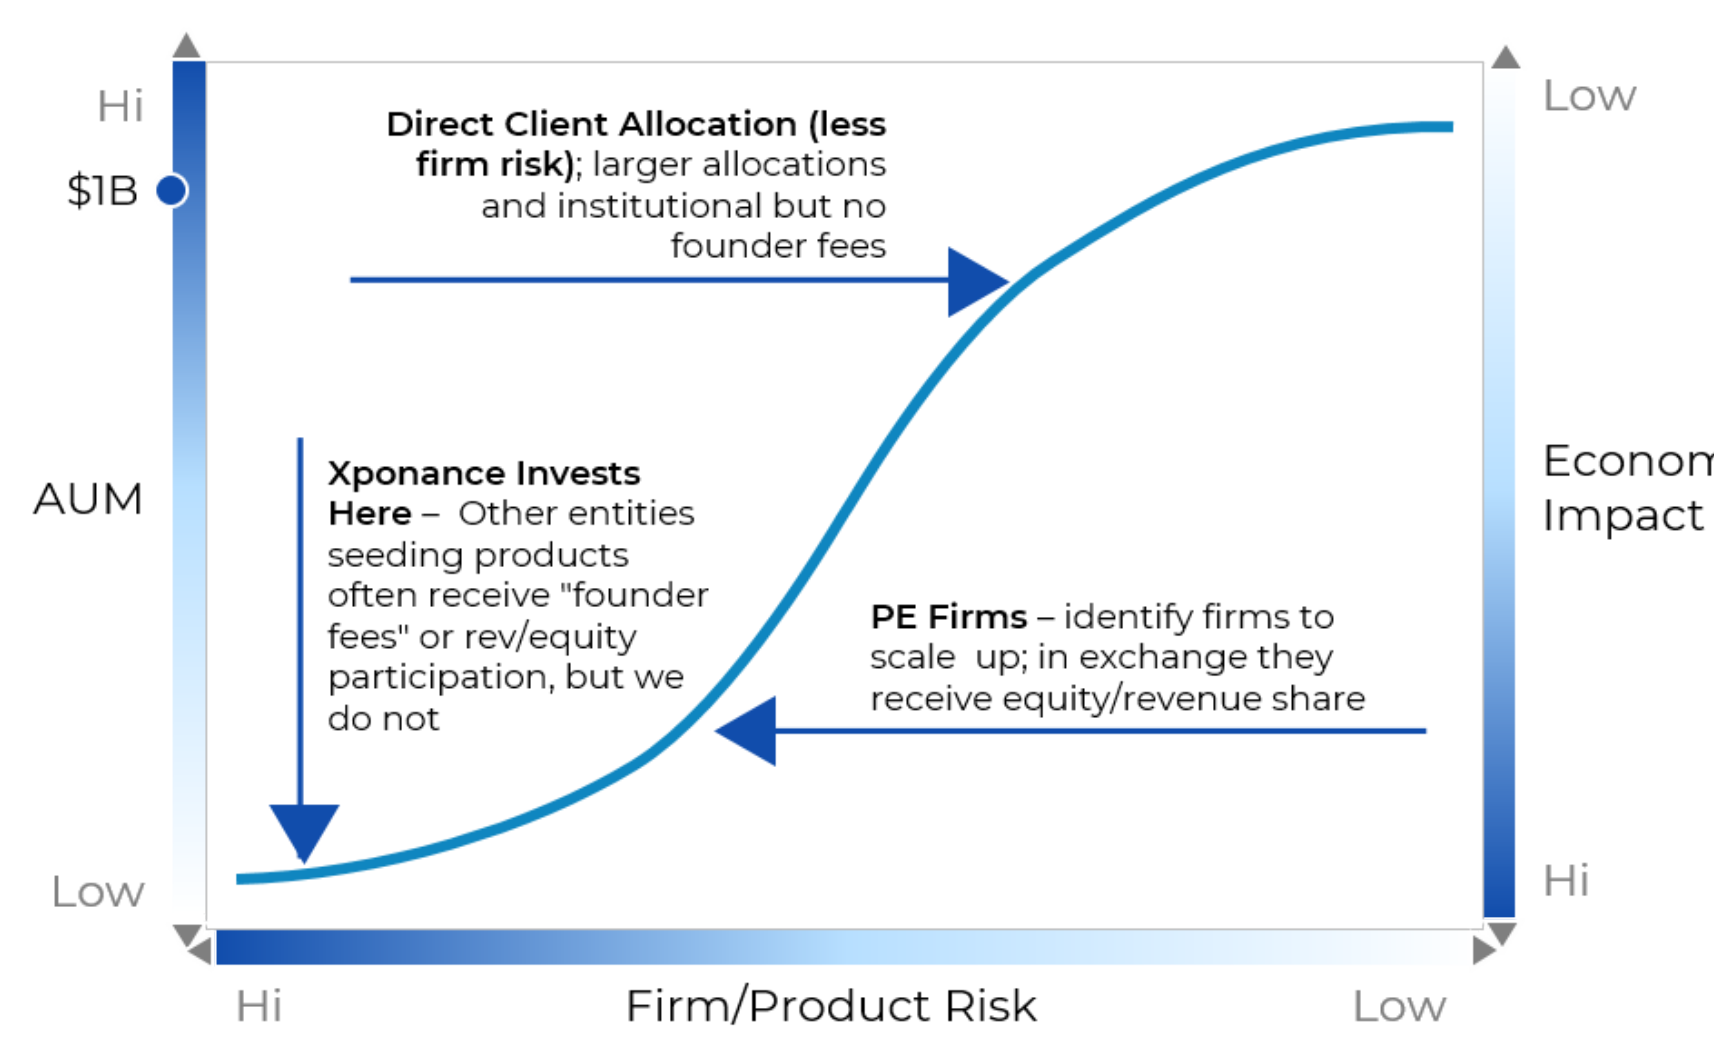 Hi
$1B
AUM
Low
Direct Client Allocation (less
firm risk); larger allocations
and institutional but no
founder fees
Xponance Invests
Here – Other entities
seeding products
often receive "founder
fees" or rev/equity
participation, but we
do not
PE Firms – identify firms to
scale up; in exchange they
receive equity/revenue share
Low
Econom
Impact
Hi
Hi
Firm/Product Risk
Low